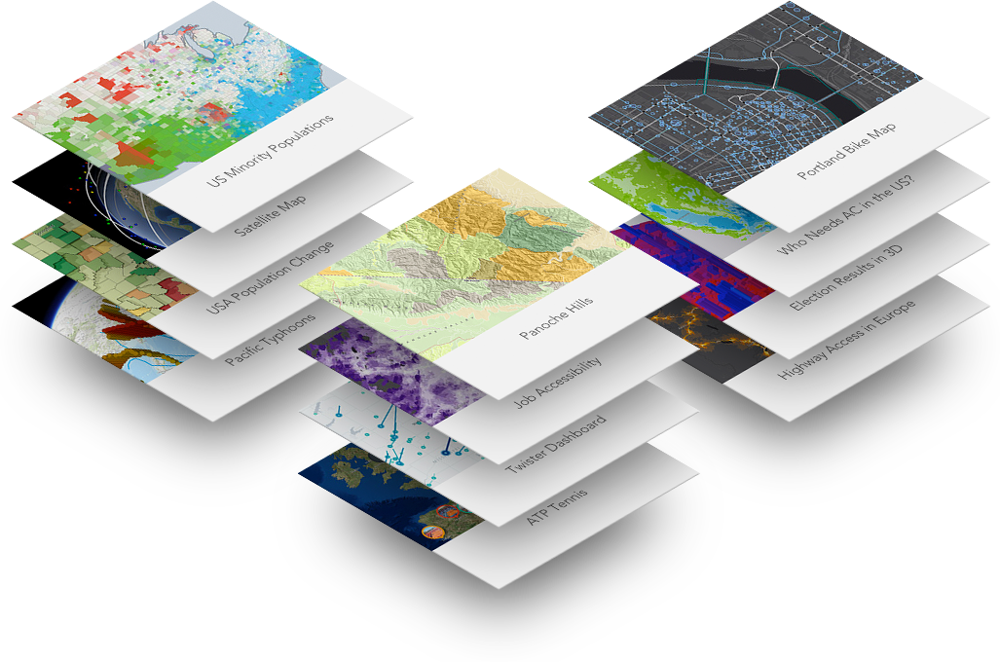 US Minority Populations
Satellite Map
USA Population Change
Pacific Typhoons
Panoche Hills
Job Accessibility
Twister Dashboard
ATP Tennis
Portland Bike Map
Who Needs AC in the US?
Election Results in 3D
Highway Access in Europe